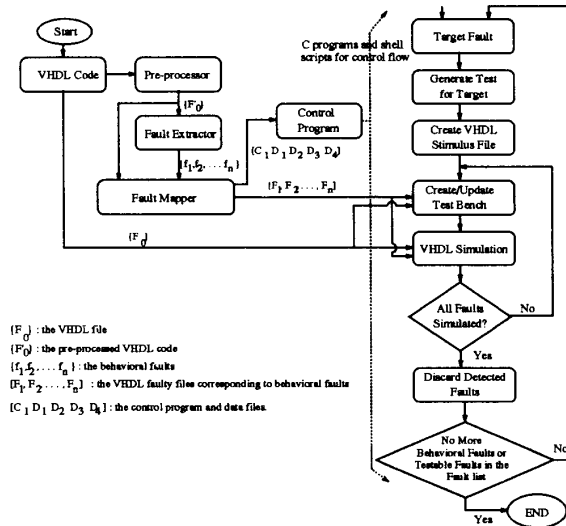 Start
VHDL Code
Pre-processor
{F'0}
Fault Extractor
{f1,f2, . . . , fn}
Fault Mapper
Control
Program
[C1 D1 D2 D3 D4]
[F1, F2 . . . , Fn]
{F0}
C programs and shell
scripts for control flow
Target Fault
Generate Test
for Target
Create VHDL
Stimulus File
Create/Update
Test Bench
VHDL Simulation
All Faults
Simulated?
No
Yes
Discard Detected
Faults
No More
Behavioral Faults or
Testable Faults in the
Fault list
No
Yes
END
{F0} : the VHDL file
{F'0} : the pre-processed VHDL code
{f1,f2, . . . , fn} : the behavioral faults
[F1, F2 . . . , Fn] : the VHDL faulty files corresponding to behavioral faults
[C1 D1 D2 D3 D4] : the control program and data files.